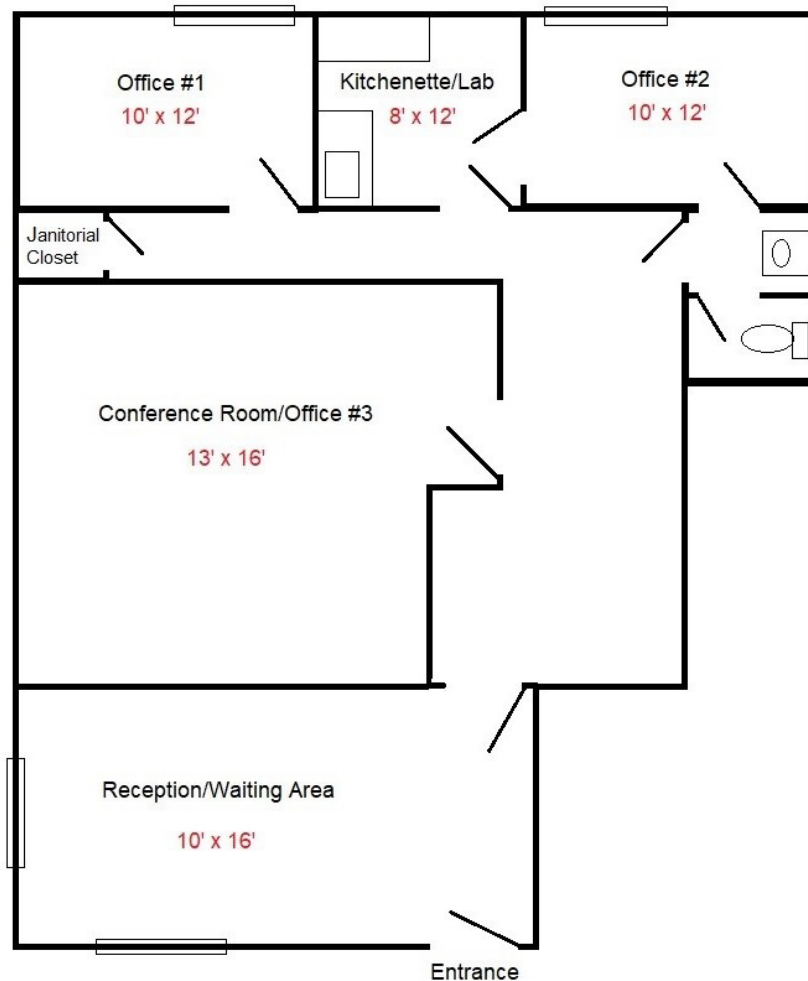 Office #1
10' x 12'
Kitchenette/Lab
8' x 12'
Office #2
10' x 12'
Janitorial
Closet
Conference Room/Office #3
13' x 16'
Reception/Waiting Area
10' x 16'
Entrance